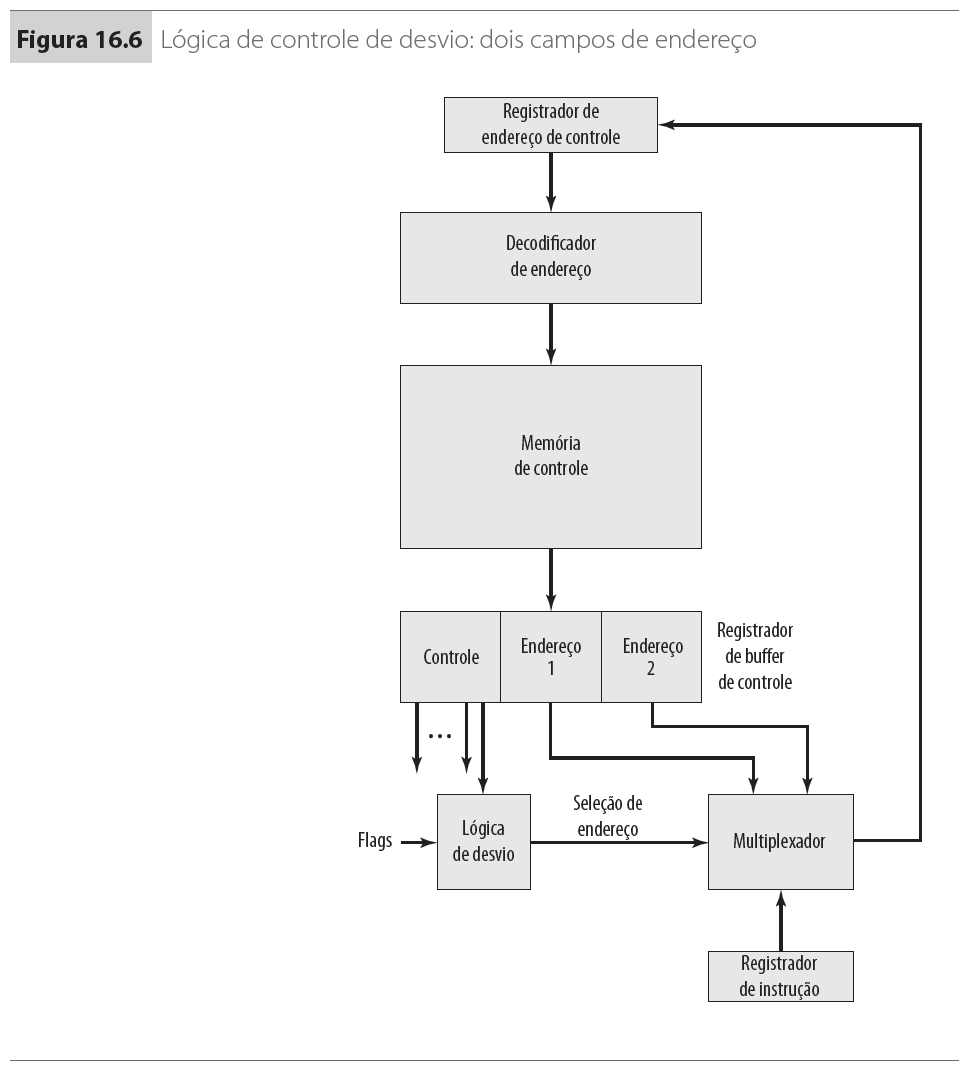 Figura 16.6 Lógica de controle de desvio: dois campos de endereço
Registrador de
endereço de controle
Decodificador
de endereço
Memória
de controle
Controle
Endereço
1
Endereço
2
Registrador
de buffer
de controle
...
Flags
Lógica
de desvio
Seleção de
endereço
Multiplexador
Registrador
de instrução